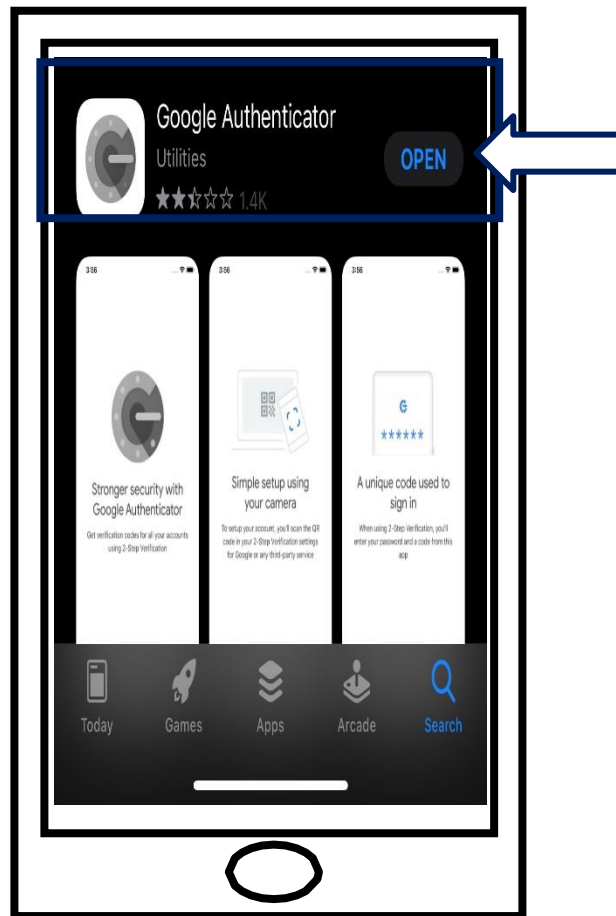 Google Authenticator
Utilities
OPEN
1.4K
3:56
3:56
3:56
Stronger security with
Google Authenticator
Get verification codes for all your accounts
using 2-Step Verification
Simple setup using
your camera
To setup your account, you'll scan the QR
code in your 2-Step Verification settings
for Google or any third-party service
G
******
A unique code used to
sign in
When using 2-Step Verification, you'll
enter your password and a code from this
app
Today
Games
Apps
Arcade
Search